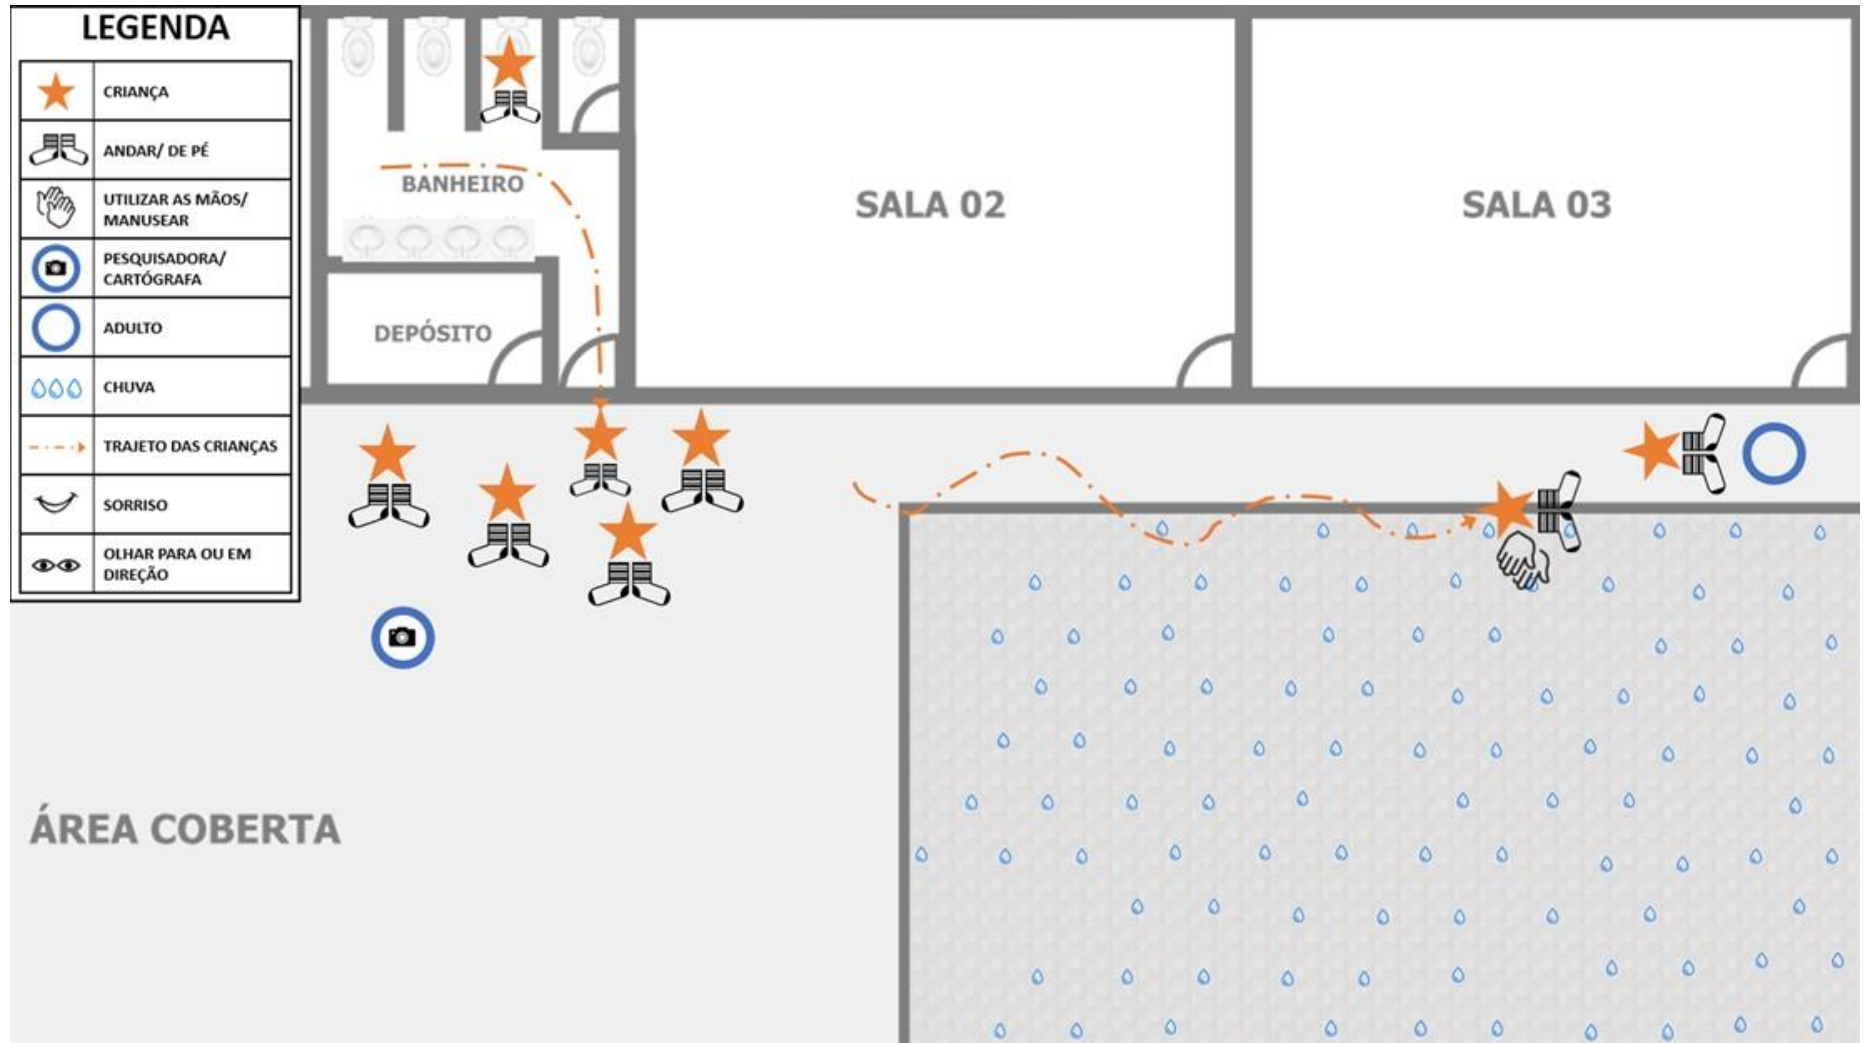 LEGENDA
CRIANÇA
ANDAR/ DE PÉ
UTILIZAR AS MÃOS/
MANUSEAR
PESQUISADORA/
CARTÓGRAFA
ADULTO
CHUVA
TRAJETO DAS CRIANÇAS
SORRISO
OLHAR PARA OU EM
DIREÇÃO
BANHEIRO
DEPÓSITO
SALA 02
SALA 03
ÁREA COBERTA